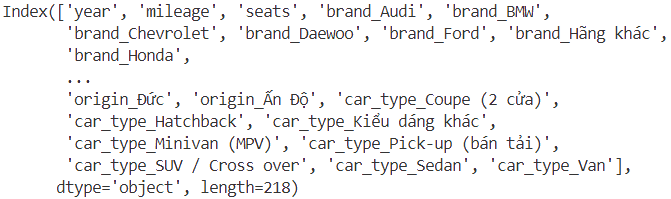 Index(['year', 'mileage', 'seats', 'brand_Audi', 'brand_BMW',
'brand_Chevrolet', 'brand_Daewoo', 'brand_Ford', 'brand_Hãng khác',
'brand_Honda',
...
'origin_Đức', 'origin_Ấn Độ', 'car_type_Coupe (2 cửa)',
'car_type_Hatchback', 'car_type_Kiểu dáng khác',
'car_type_Minivan (MPV)', 'car_type_Pick-up (bán tải)',
'car_type_SUV / Cross over', 'car_type_Sedan', 'car_type_Van'],
dtype='object', length=218)